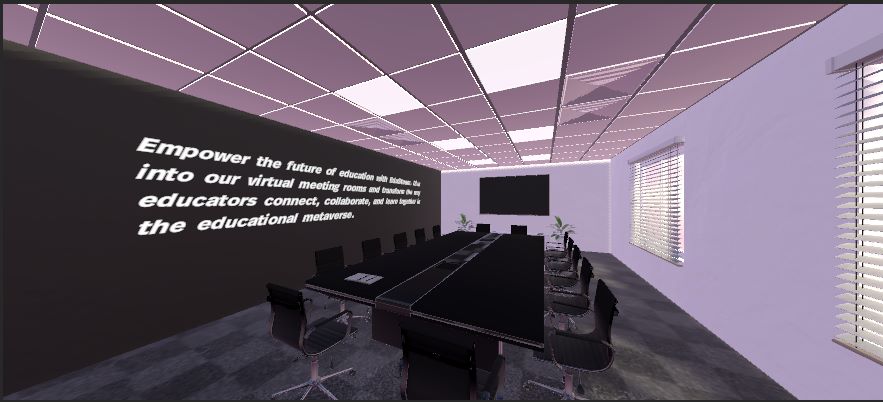 Empower the future of education with
into our virtual meeting rooms and transform the way
educators connect, collaborate, and learn together in
the educational metaverse.